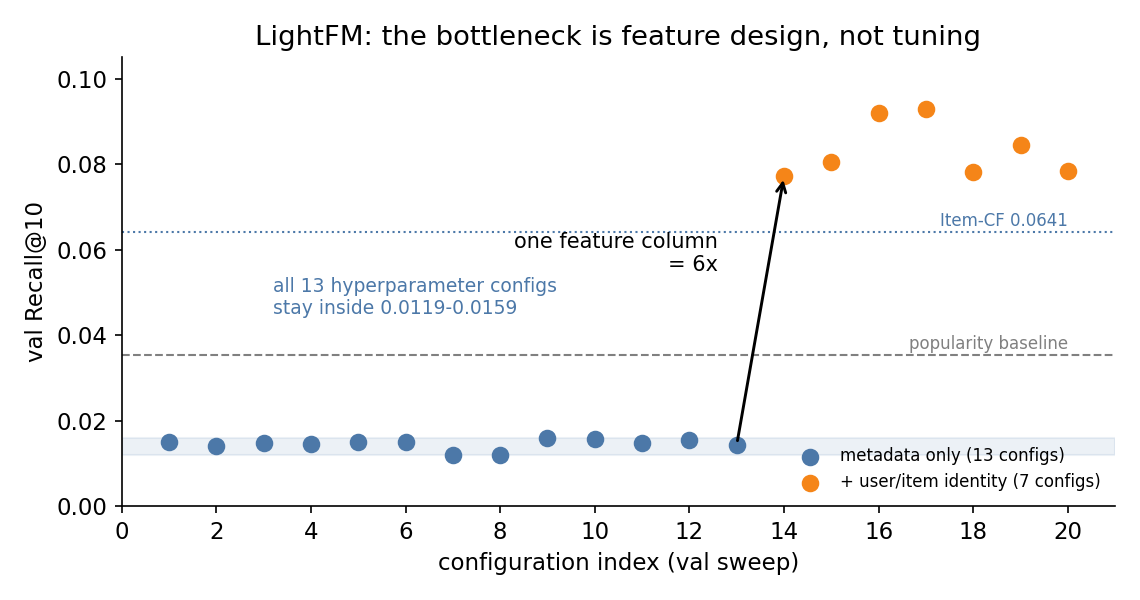 LightFM: the bottleneck is feature design, not tuning
val Recall@10
0.10
0.08
0.06
0.04
0.02
0.00
Item-CF 0.0641
one feature column
= 6x
all 13 hyperparameter configs
stay inside 0.0119-0.0159
popularity baseline
metadata only (13 configs)
+ user/item identity (7 configs)
0 2 4 6 8 10 12 14 16 18 20
configuration index (val sweep)